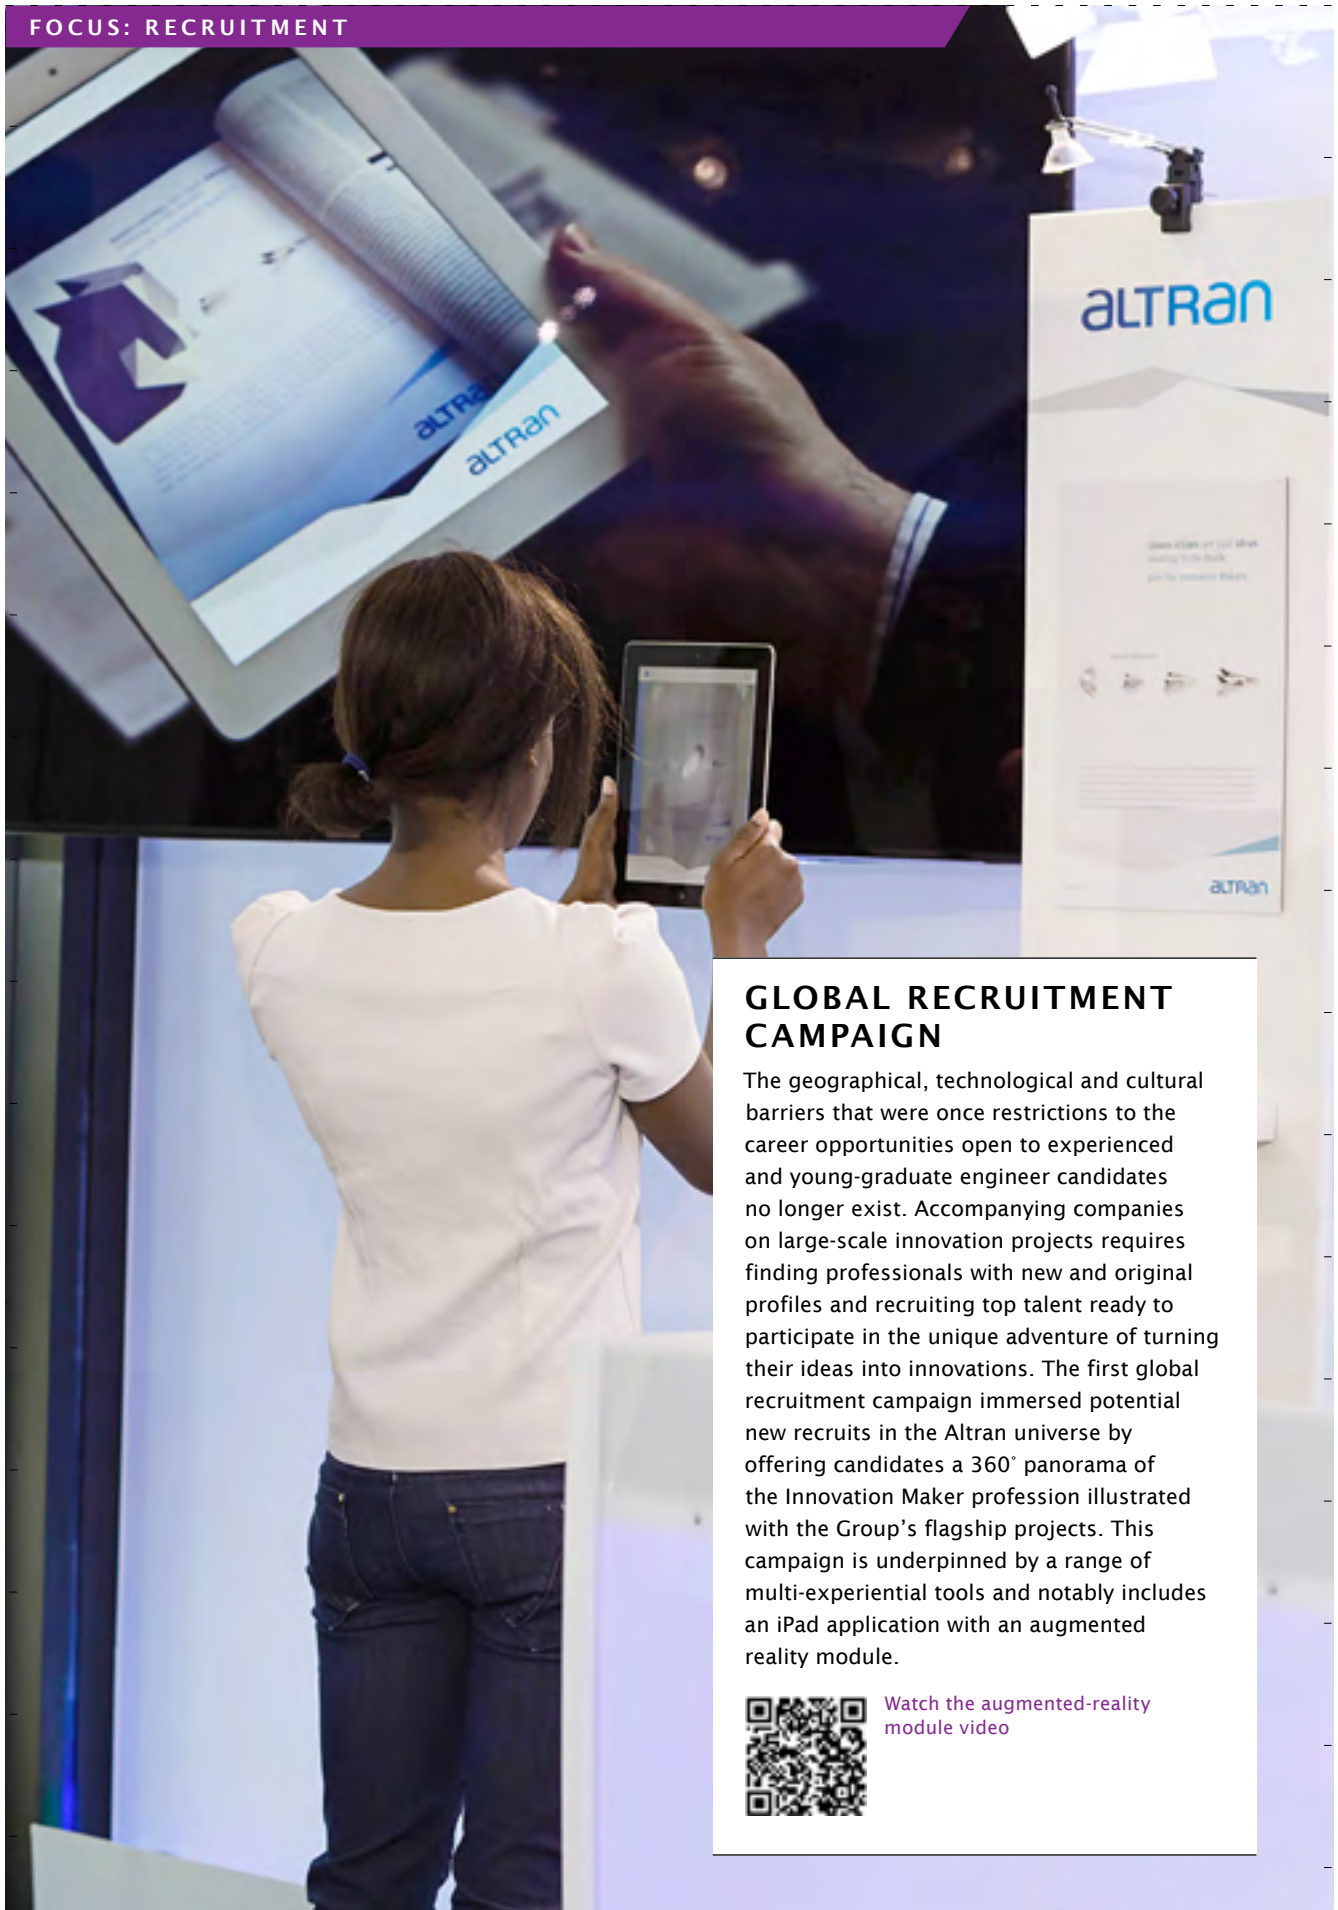 FOCUS: RECRUITMENT
aLTRan
aLTRa
aLTRan
aLTRan
GLOBAL RECRUITMENT
CAMPAIGN
The geographical, technological and cultural
barriers that were once restrictions to the
career opportunities open to experienced
and young-graduate engineer candidates
no longer exist. Accompanying companies
on large-scale innovation projects requires
finding professionals with new and original
profiles and recruiting top talent ready to
participate in the unique adventure of turning
their ideas into innovations. The first global
recruitment campaign immersed potential
new recruits in the Altran universe by
offering candidates a 360° panorama of
the Innovation Maker profession illustrated
with the Group’s flagship projects. This
campaign is underpinned by a range of
multi-experiential tools and notably includes
an iPad application with an augmented
reality module.
Watch the augmented-reality
module video